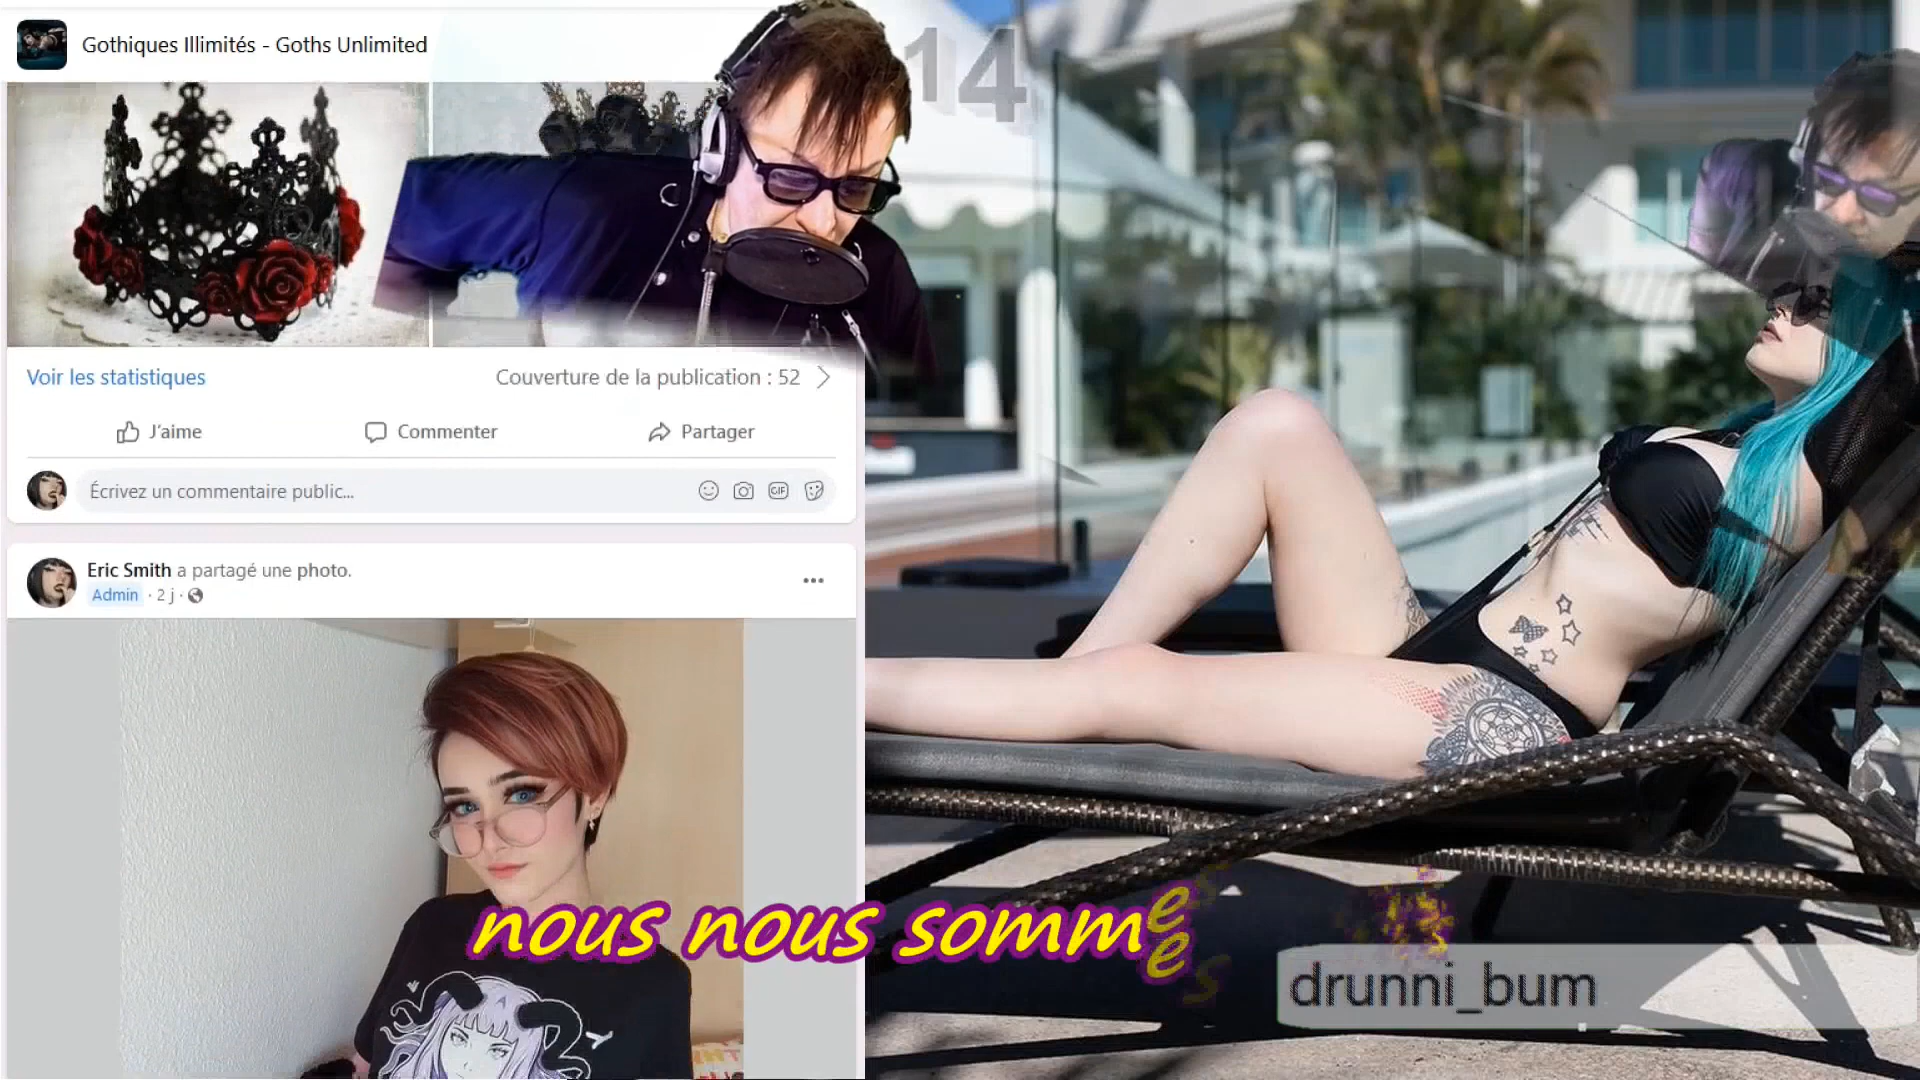 Gothiques Illimités - Goths Unlimited
14
Voir les statistiques
Couverture de la publication : 52
J'aime
Commenter
Partager
Écrivez un commentaire public...
GIF
Eric Smith a partagé une photo.
Admin · 2 j ·
nous nous sommes
drunni_bum